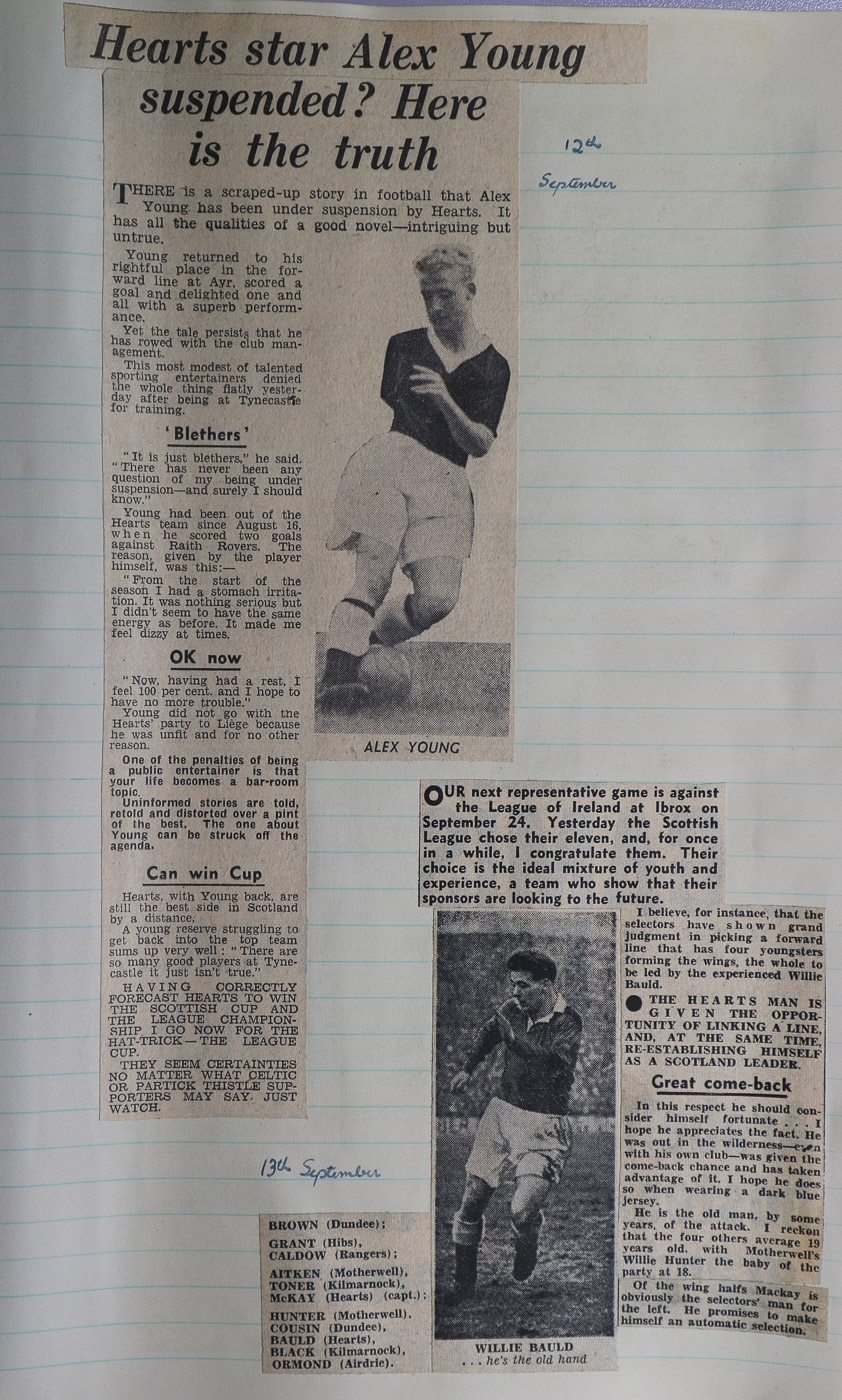 Hearts star Alex Young
suspended? Here
is the truth
12th
September
THERE is a scraped-up story in football that Alex
Young has been under suspension by Hearts. It
has all the qualities of a good novel—intriguing but
untrue.
Young returned to his
rightful place in the for-
ward line at Ayr, scored a
goal and delighted one and
all with a superb perform-
ance.
Yet the tale persists that he
has rowed with the club man-
agement.
This most modest of talented
sporting entertainers denied
the whole thing flatly yester-
day after being at Tynecastle
for training.
'Blethers'
"It is just blethers," he said.
"There has never been any
question of my being under
suspension—and surely I should
know."
Young had been out of the
Hearts team since August 16,
when he scored two goals
against Raith Rovers. The
reason, given by the player
himself, was this:—
"From the start of the
season I had a stomach irrita-
tion. It was nothing serious but
I didn't seem to have the same
energy as before. It made me
feel dizzy at times.
OK now
"Now, having had a rest, I
feel 100 per cent. and I hope to
have no more trouble."
Young did not go with the
Hearts' party to Liège because
he was unfit and for no other
reason.
One of the penalties of being
a public entertainer is that
your life becomes a bar-room
topic.
Uninformed stories are told,
retold and distorted over a pint
of the best. The one about
Young can be struck off the
agenda.
Can win Cup
Hearts, with Young back, are
still the best side in Scotland
by a distance.
A young reserve struggling to
get back into the top team
sums up very well: "There are
so many good players at Tyne-
castle it just isn't true."
HAVING CORRECTLY
FORECAST HEARTS TO WIN
THE SCOTTISH CUP AND
THE LEAGUE CHAMPION-
SHIP I GO NOW FOR THE
HAT-TRICK—THE LEAGUE
CUP.
THEY SEEM CERTAINTIES
NO MATTER WHAT CELTIC
OR PARTICK THISTLE SUP-
PORTERS MAY SAY. JUST
WATCH.
ALEX YOUNG
13th September
BROWN (Dundee);
GRANT (Hibs),
CALDOW (Rangers);
AITKEN (Motherwell),
TONER (Kilmarnock),
McKAY (Hearts) (capt.);
HUNTER (Motherwell),
COUSIN (Dundee),
BAULD (Hearts),
BLACK (Kilmarnock),
ORMOND (Airdrie).
OUR next representative game is against
the League of Ireland at Ibrox on
September 24. Yesterday the Scottish
League chose their eleven, and, for once
in a while, I congratulate them. Their
choice is the ideal mixture of youth and
experience, a team who show that their
sponsors are looking to the future.
I believe, for instance, that the
selectors have shown grand
judgment in picking a forward
line that has four youngsters
forming the wings, the whole to
be led by the experienced Willie
Bauld.
● THE HEARTS MAN IS
GIVEN THE OPPOR-
TUNITY OF LINKING A LINE,
AND, AT THE SAME TIME,
RE-ESTABLISHING HIMSELF
AS A SCOTLAND LEADER.
Great come-back
In this respect he should con-
sider himself fortunate . . . I
hope he appreciates the fact. He
was out in the wilderness—even
with his own club—was given the
come-back chance and has taken
advantage of it. I hope he does
so when wearing a dark blue
jersey.
He is the old man, by some
years, of the attack. I reckon
that the four others average 19
years old, with Motherwell's
Willie Hunter the baby of the
party at 18.
Of the wing halfs Mackay is
obviously the selectors' man for
the left. He promises to make
himself an automatic selection.
WILLIE BAULD
. . . he's the old hand